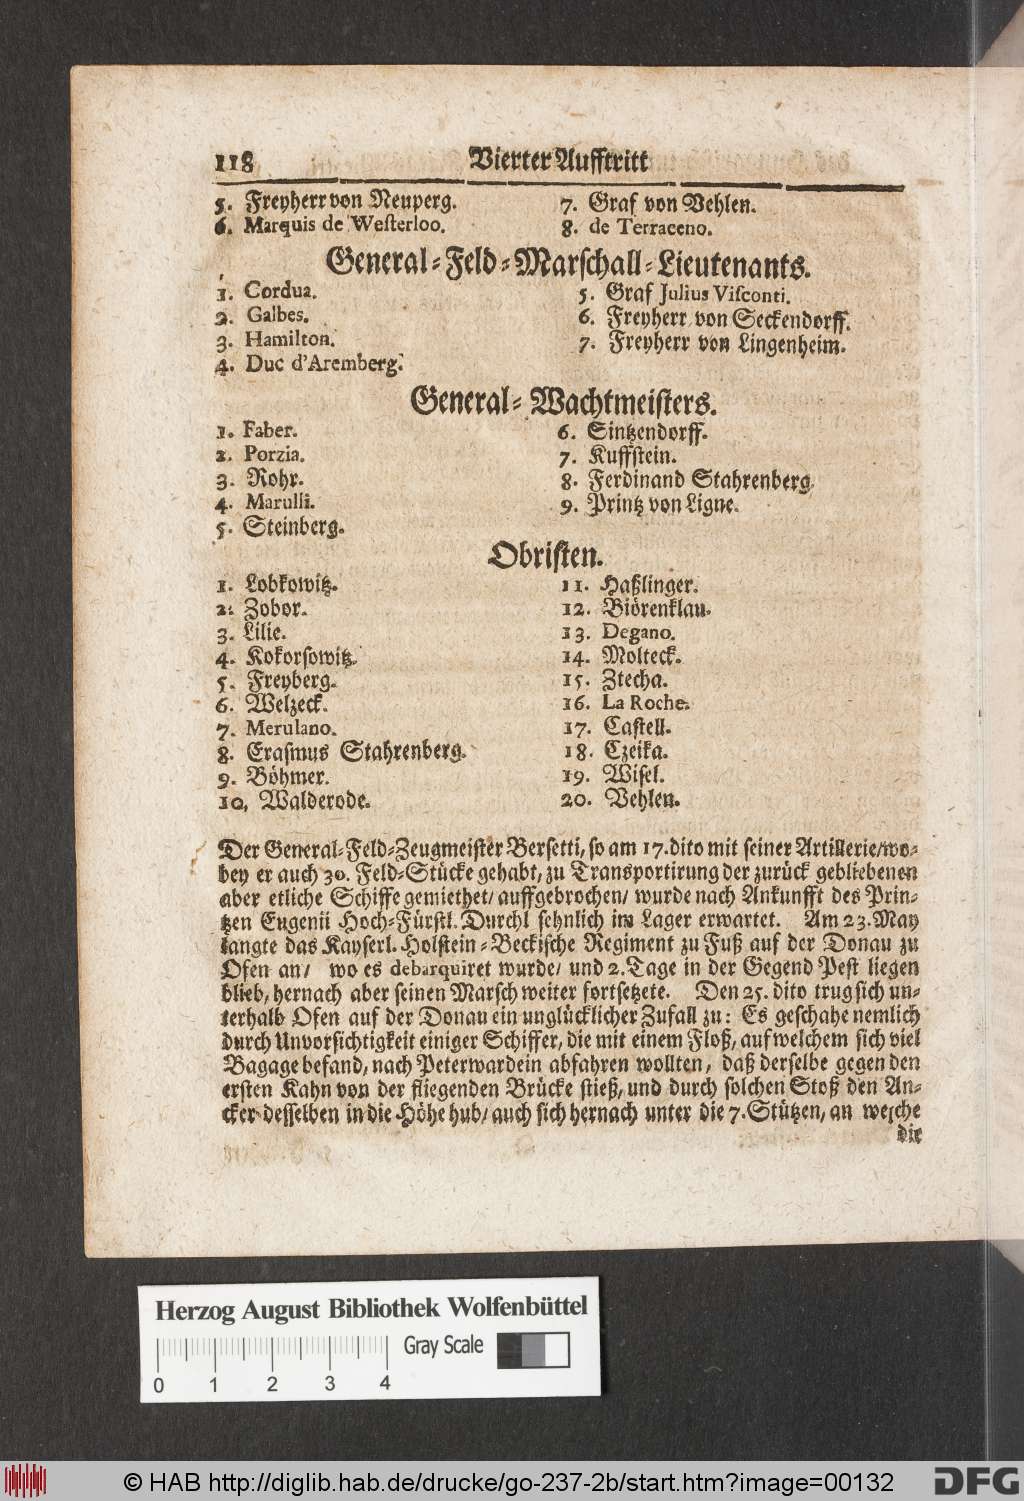 118 Vierter Aufftritt
5. Freyherr von Neuperg.
6. Marquis de Westerloo.
7. Graf von Vehlen.
8. de Terraceno.
General-Feld-Marschall-Lieutenants.
1. Cordua.
2. Galbes.
3. Hamilton.
4. Duc d'Aremberg.
5. Graf Julius Visconti.
6. Freyherr von Seckendorff.
7. Freyherr von Lingenheim.
General-Wachtmeisters.
1. Faber.
2. Porzia.
3. Rohr.
4. Marulli.
5. Steinberg.
6. Sintzendorff.
7. Kuffstein.
8. Ferdinand Stahrenberg.
9. Printz von Ligne.
Obristen.
1. Lobkowitz.
2. Zobor.
3. Lilie.
4. Kokorsowitz.
5. Freyberg.
6. Welzeck.
7. Merulano.
8. Erasmus Stahrenberg.
9. Böhmer.
10. Walderode.
11. Haßlinger.
12. Biörenklau.
13. Degano.
14. Molteck.
15. Ztecha.
16. La Roche.
17. Castell.
18. Czeika.
19. Wisel.
20. Vehlen.
Der General-Feld-Zeugmeister Bersetti, so am 17. dito mit seiner Artillerie/wo-
bey er auch 30. Feld-Stücke gehabt, zu Transportirung der zurück gebliebenen
aber etliche Schiffe gemiethet/ auffgebrochen/ wurde nach Ankunfft des Prin-
tzen Eugenii Hoch-Fürstl. Durchl sehnlich im Lager erwartet. Am 23. May
langte das Kayserl. Holstein-Beckische Regiment zu Fuß auf der Donau zu
Ofen an/ wo es debarquiret wurde/ und 2. Tage in der Gegend Pest liegen
blieb, hernach aber seinen Marsch weiter fortsetzete. Den 25. dito trug sich un-
terhalb Ofen auf der Donau ein unglücklicher Zufall zu: Es geschahe nemlich
durch Unvorsichtigkeit einiger Schiffer, die mit einem Floß, auf welchem sich viel
Bagage befand, nach Peterwardein abfahren wollten, daß derselbe gegen den
ersten Kahn von der fliegenden Brücke stieß, und durch solchen Stoß den An-
cker desselben in die Höhe hub/ auch sich hernach unter die 7. Stützen, an welche
die
Herzog August Bibliothek Wolfenbüttel
Gray Scale
0 1 2 3 4
© HAB http://diglib.hab.de/drucke/go-237-2b/start.htm?image=00132
DFG